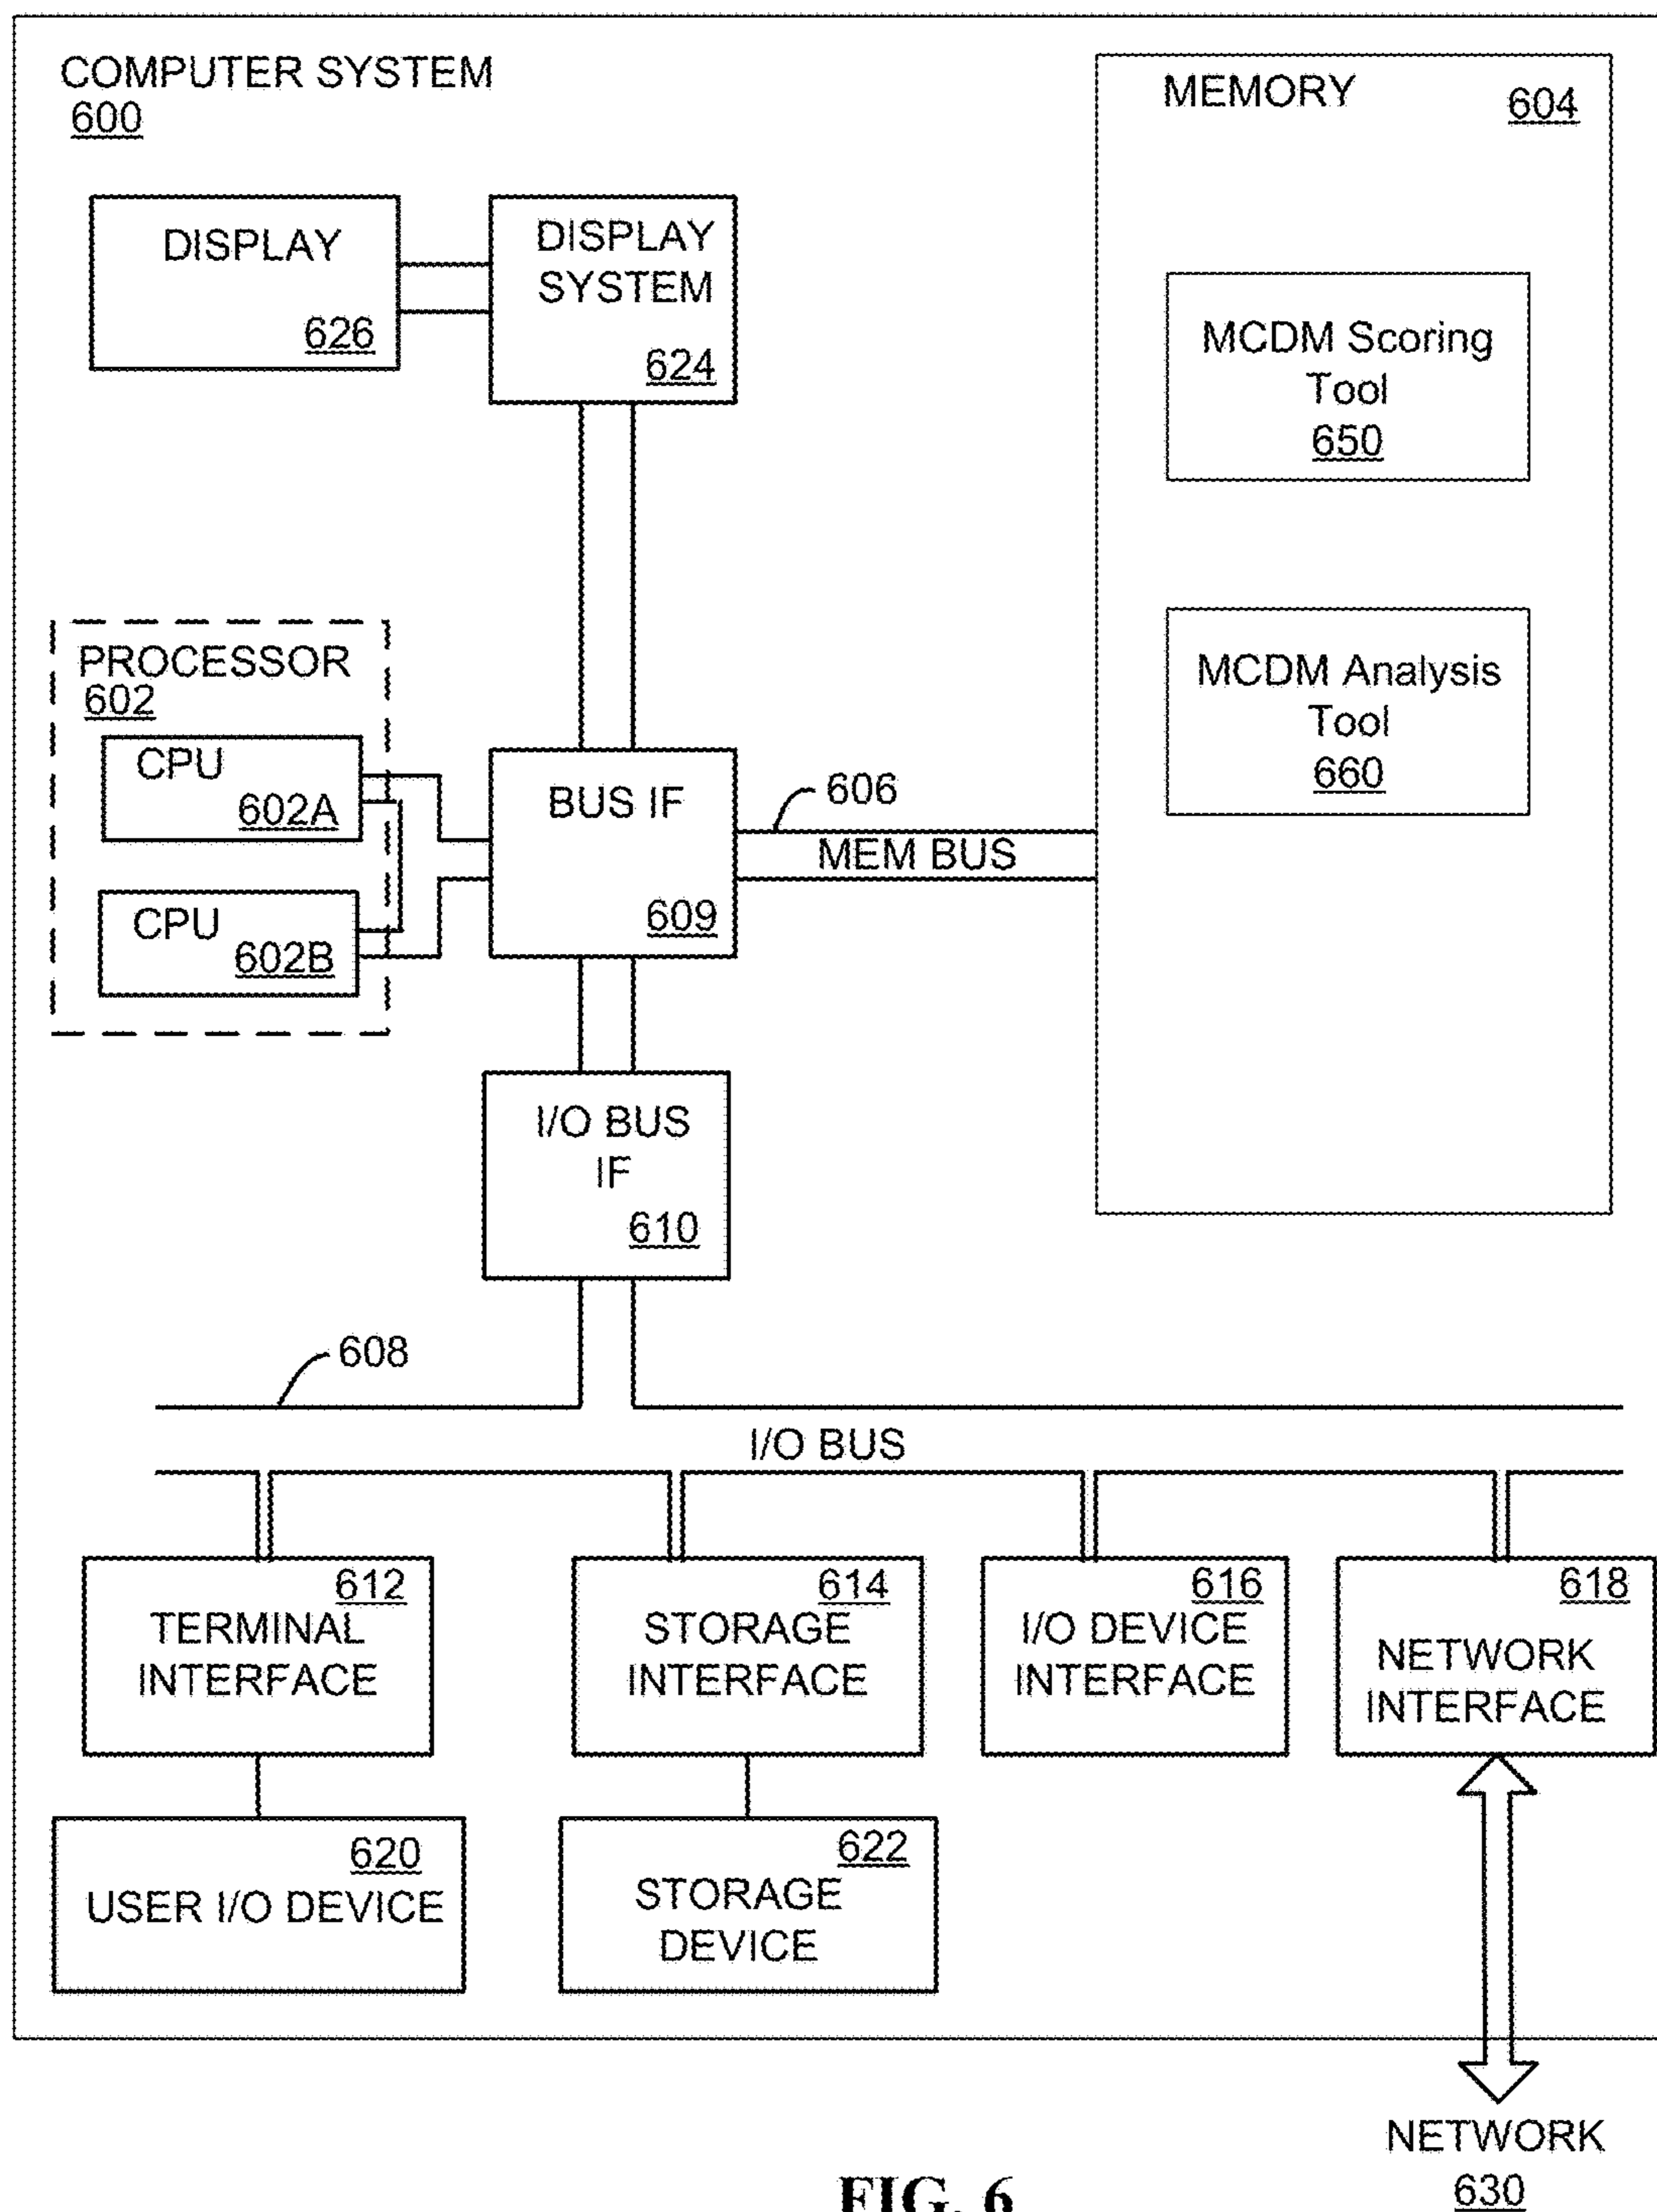 COMPUTER SYSTEM
600
MEMORY
604
DISPLAY
626
DISPLAY
SYSTEM
624
MCDM Scoring
Tool
650
PROCESSOR
602
CPU
602A
CPU
602B
BUS IF
609
606
MEM BUS
MCDM Analysis
Tool
660
I/O BUS
IF
610
608
I/O BUS
612
TERMINAL
INTERFACE
614
STORAGE
INTERFACE
616
I/O DEVICE
INTERFACE
618
NETWORK
INTERFACE
620
USER I/O DEVICE
622
STORAGE
DEVICE
NETWORK
630
FIG. 6